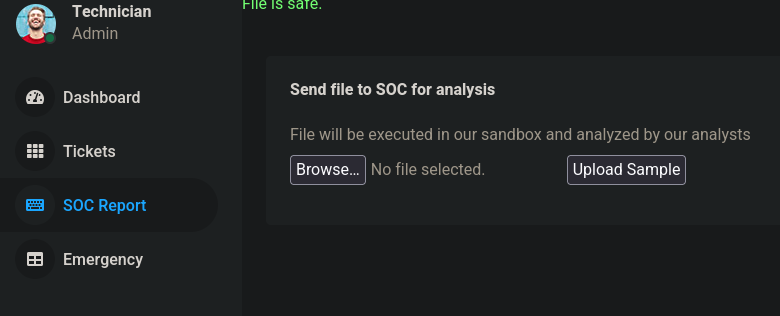 Technician
Admin
Dashboard
Tickets
SOC Report
Emergency
File is safe.
Send file to SOC for analysis
File will be executed in our sandbox and analyzed by our analysts
Browse... No file selected. Upload Sample